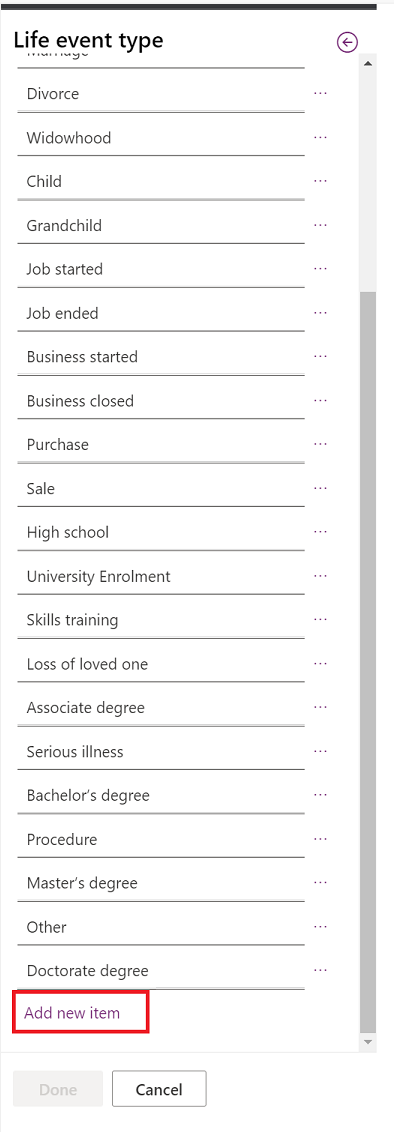 Life event type
Marriage
Divorce
Widowhood
Child
Grandchild
Job started
Job ended
Business started
Business closed
Purchase
Sale
High school
University Enrolment
Skills training
Loss of loved one
Associate degree
Serious illness
Bachelor’s degree
Procedure
Master’s degree
Other
Doctorate degree
Add new item
Done
Cancel